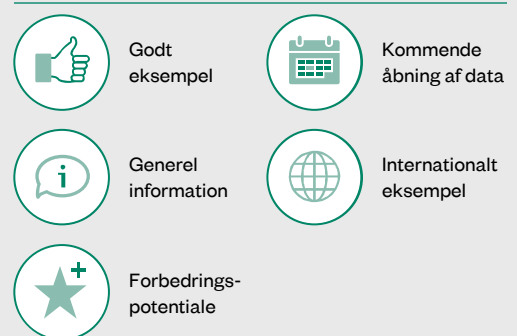 Godt
eksempel
Kommende
åbning af data
Generel
information
Internationalt
eksempel
Forbedrings-
potentiale